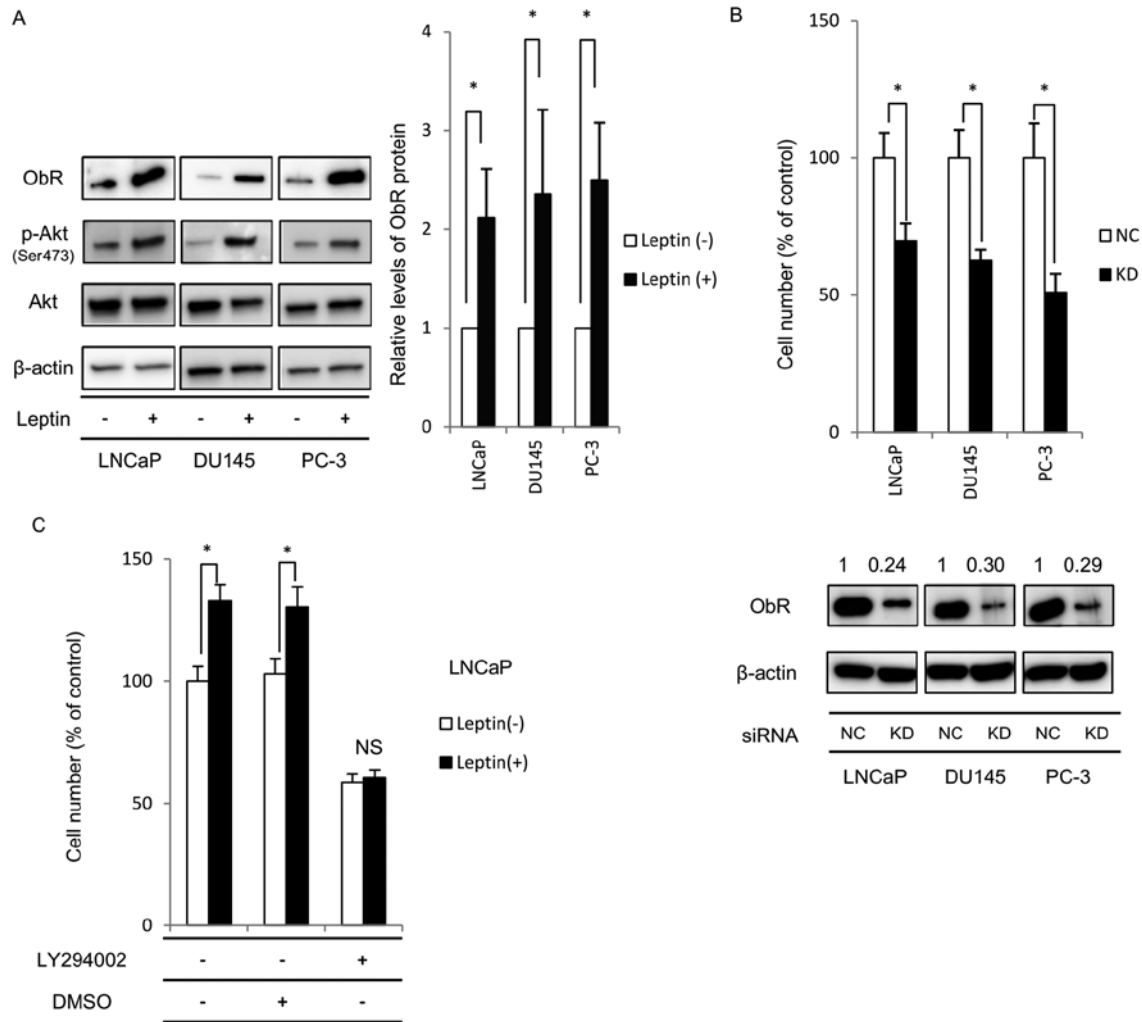 A
ObR
p-Akt
(Ser473)
Akt
β-actin
Leptin - + - + - +
LNCaP DU145 PC-3
Relative levels of ObR protein
4
3
2
1
0
* * *
LNCaP
DU145
PC-3
Leptin (-)
Leptin (+)
B
Cell number (% of control)
150
100
50
0
* * *
LNCaP
DU145
PC-3
NC
KD
1 0.24 1 0.30 1 0.29
ObR
β-actin
siRNA NC KD NC KD NC KD
LNCaP DU145 PC-3
C
Cell number (% of control)
150
100
50
0
* *
NS
LNCaP
Leptin(-)
Leptin(+)
LY294002 - - +
DMSO - + -